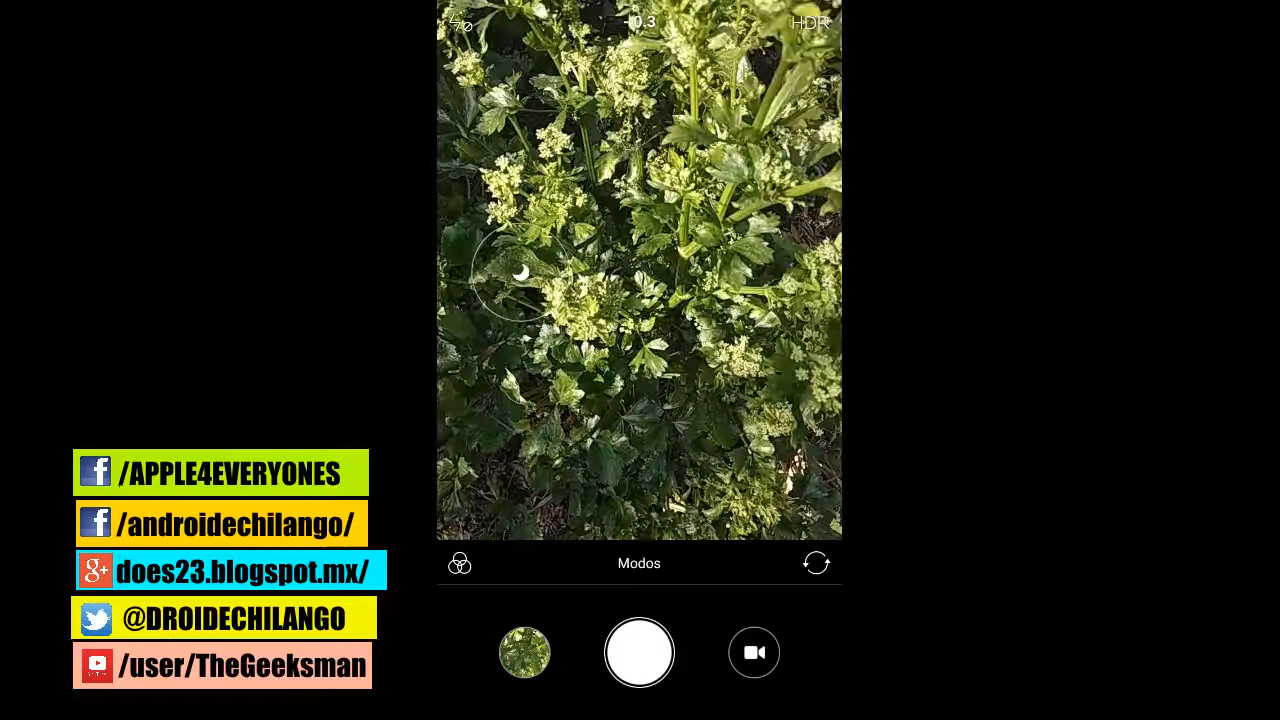 -0.3
HDR
/APPLE4EVERYONES
/androidechilango/
does23.blogspot.mx/
@DROIDECHILANGO
/user/TheGeeksman
Modos